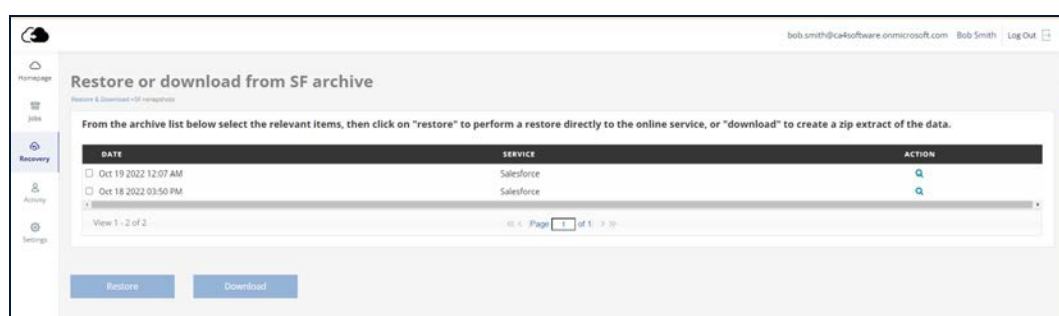 bob.smith@ca4software.onmicrosoft.com Bob Smith Log Out
Homepage
Jobs
Recovery
Activity
Settings
Restore or download from SF archive
Restore & Download >SF
From the archive list below select the relevant items, then click on "restore" to perform a restore directly to the online service, or "download" to create a zip extract of the data.
DATE SERVICE ACTION
Oct 19 2022 12:07 AM Salesforce
Oct 18 2022 03:50 PM Salesforce
View 1 - 2 of 2 Page 1 of 1
Restore Download